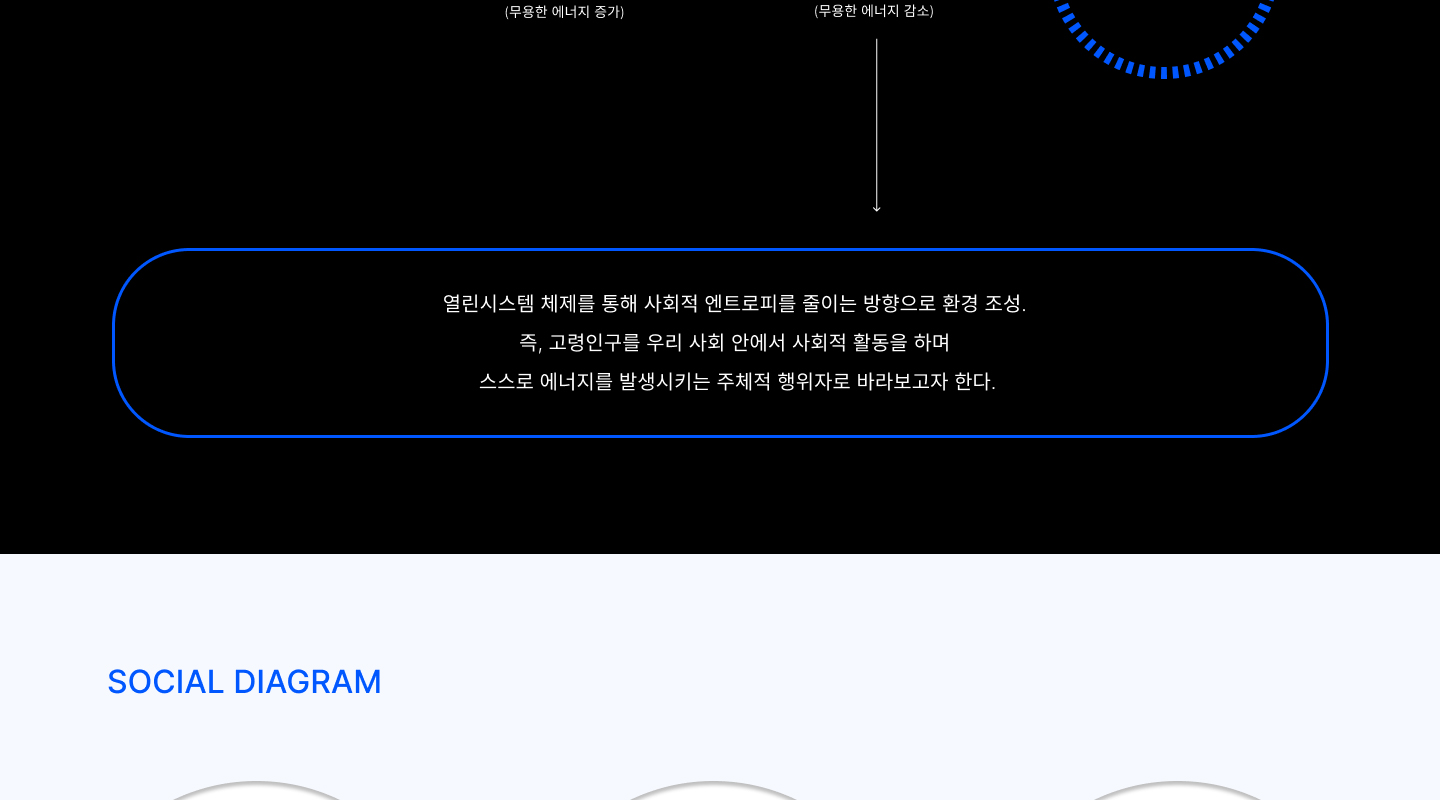 (무용한 에너지 증가)
(무용한 에너지 감소)
열린시스템 체제를 통해 사회적 엔트로피를 줄이는 방향으로 환경 조성.
즉, 고령인구를 우리 사회 안에서 사회적 활동을 하며
스스로 에너지를 발생시키는 주체적 행위자로 바라보고자 한다.
SOCIAL DIAGRAM